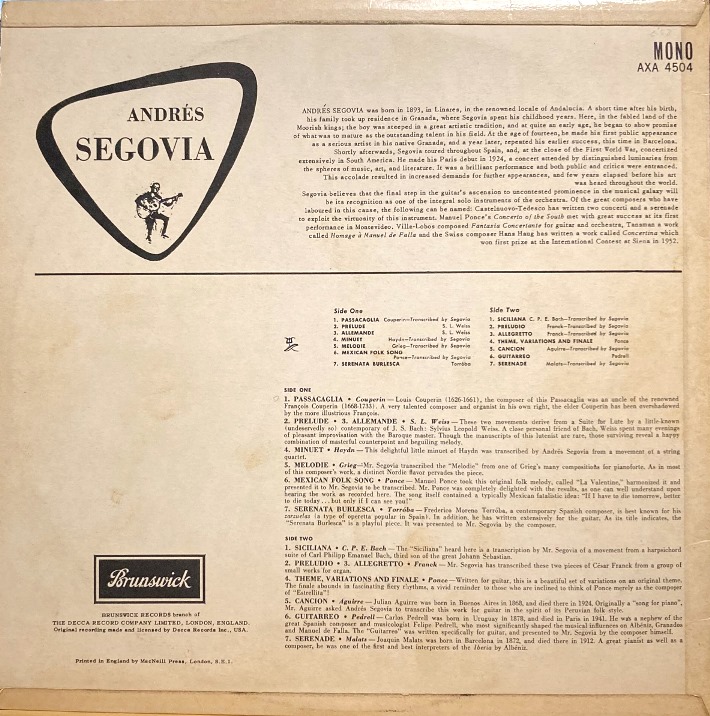 MONO
AXA 4504
ANDRÉS
SEGOVIA
ANDRÉS SEGOVIA was born in 1893, in Linares, in the renowned locale of Andalucia. A short time after his birth,
his family took up residence in Granada, where Segovia spent his childhood years. Here, in the fabled land of the
Moorish kings; the boy was steeped in a great artistic tradition, and at quite an early age, he began to show promise
of what was to mature as the outstanding talent in his field. At the age of fourteen, he made his first public appearance
as a serious artist in his native Granada, and a year later, repeated his earlier success, this time in Barcelona.
Shortly afterwards, Segovia toured throughout Spain, and, at the close of the First World War, concertized
extensively in South America. He made his Paris debut in 1924, a concert attended by distinguished luminaries from
the spheres of music, art, and literature. It was a brilliant performance and both public and critics were entranced.
This accolade resulted in increased demands for further appearances, and few years elapsed before his art
was heard throughout the world.
Segovia believes that the final step in the guitar's ascension to uncontested prominence in the musical galaxy will
be its recognition as one of the integral solo instruments of the orchestra. Of the great composers who have
laboured in this cause, the following can be named: Castelnuovo-Tedesco has written two concerti and a serenade
to exploit the virtuosity of this instrument. Manuel Ponce's Concerto of the South met with great success at its first
performance in Montevideo. Villa-Lobos composed Fantasia Concertante for guitar and orchestra, Tansman a work
called Homage à Manuel de Falla and the Swiss composer Hans Haug has written a work called Concertino which
won first prize at the International Contest at Siena in 1952.
Side One
1. PASSACAGLIA Couperin—Transcribed by Segovia
2. PRELUDE S. L. Weiss
3. ALLEMANDE S. L. Weiss
4. MINUET Haydn—Transcribed by Segovia
5. MELODIE Grieg—Transcribed by Segovia
6. MEXICAN FOLK SONG
Ponce—Transcribed by Segovia
7. SERENATA BURLESCA Torróba
Side Two
1. SICILIANA C. P. E. Bach—Transcribed by Segovia
2. PRELUDIO Franck—Transcribed by Segovia
3. ALLEGRETTO Franck—Transcribed by Segovia
4. THEME, VARIATIONS AND FINALE Ponce
5. CANCION Aguirre—Transcribed by Segovia
6. GUITARREO Pedrell
7. SERENADE Malats—Transcribed by Segovia
SIDE ONE
1. PASSACAGLIA • Couperin — Louis Couperin (1626-1661), the composer of this Passacaglia was an uncle of the renowned
François Couperin (1668-1733). A very talented composer and organist in his own right, the elder Couperin has been overshadowed
by the more illustrious François.
2. PRELUDE • 3. ALLEMANDE • S. L. Weiss—These two movements derive from a Suite for Lute by a little-known
(undeservedly so) contemporary of J. S. Bach: Sylvius Leopold Weiss. A close personal friend of Bach, Weiss spent many evenings
of pleasant improvisation with the Baroque master. Though the manuscripts of this lutenist are rare, those surviving reveal a happy
combination of masterful counterpoint and beguiling melody.
4. MINUET • Haydn—This delightful little minuet of Haydn was transcribed by Andrés Segovia from a movement of a string
quartet.
5. MELODIE • Grieg—Mr. Segovia transcribed the "Melodie" from one of Grieg's many compositions for pianoforte. As in most
of this composer's work, a distinct Nordic flavor pervades the piece.
6. MEXICAN FOLK SONG • Ponce — Manuel Ponce took this original folk melody, called "La Valentine," harmonized it and
presented it to Mr. Segovia to be transcribed. Mr. Ponce was completely delighted with the results, as one can well understand upon
hearing the work as recorded here. The song itself contained a typically Mexican fatalistic idea: "If I have to die tomorrow, better
to die today... but only if I can see you!"
7. SERENATA BURLESCA • Torróba — Frederico Moreno Torróba, a contemporary Spanish composer, is best known for his
zarzuelas (a type of operetta popular in Spain). In addition, he has written extensively for the guitar. As its title indicates, the
"Serenata Burlesca" is a playful piece. It was presented to Mr. Segovia by the composer.
SIDE TWO
1. SICILIANA • C. P. E. Bach — The "Siciliana" heard here is a transcription by Mr. Segovia of a movement from a harpsichord
suite of Carl Philipp Emanuel Bach, third son of the great Johann Sebastian.
2. PRELUDIO • 3. ALLEGRETTO • Franck—Mr. Segovia has transcribed these two pieces of César Franck from a group of
small works for organ.
4. THEME, VARIATIONS AND FINALE • Ponce—Written for guitar, this is a beautiful set of variations on an original theme.
The finale abounds in fascinating fiery rhythms, a vivid reminder to those who are inclined to think of Ponce merely as the composer
of "Estrellita"!
5. CANCION • Aguirre — Julian Aguirre was born in Buenos Aires in 1868, and died there in 1924. Originally a "song for piano",
Mr. Aguirre asked Andrés Segovia to transcribe this work for guitar in the spirit of its Peruvian folk style.
6. GUITARREO • Pedrell — Carlos Pedrell was born in Uruguay in 1878, and died in Paris in 1941. He was a nephew of the
great Spanish composer and musicologist Felipe Pedrell, who most significantly shaped the musical influences on Albéniz, Granados
and Manuel de Falla. The "Guitarreo" was written specifically for guitar, and presented to Mr. Segovia by the composer himself.
7. SERENADE • Malats — Joaquin Malats was born in Barcelona in 1872, and died there in 1912. A great pianist as well as a
composer, he was one of the first and best interpreters of the Iberia by Albéniz.
Brunswick
BRUNSWICK RECORDS branch of
THE DECCA RECORD COMPANY LIMITED, LONDON, ENGLAND.
Original recording made and licensed by Decca Records Inc., USA.
Printed in England by MacNeill Press, London, S.E.1.